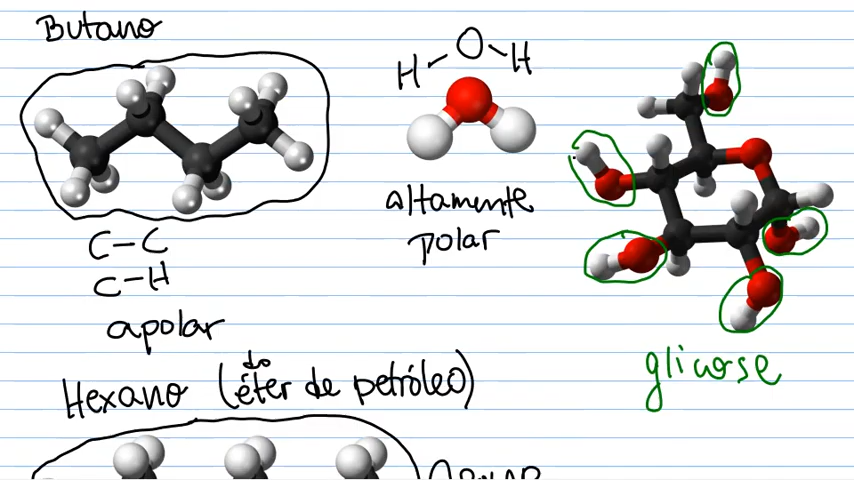 Butano
H-O-H
altamente
polar
C-C
C-H
apolar
glicose
Hexano (do éter de petróleo)